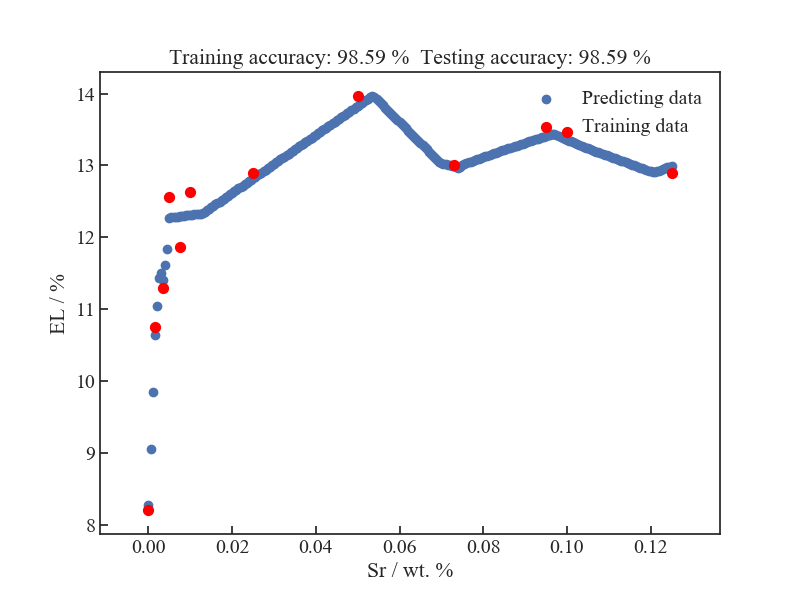 Training accuracy: 98.59 %  Testing accuracy: 98.59 %
Predicting data
Training data
14
13
12
11
10
9
8
EL / %
0.00 0.02 0.04 0.06 0.08 0.10 0.12
Sr / wt. %